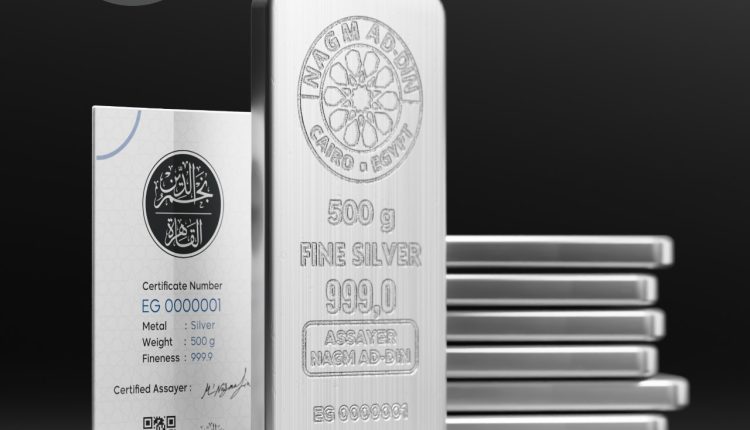 نجم الدين
القاهرة
Certificate Number
EG 0000001
Metal : Silver
Weight : 500 g
Fineness : 999.9
Certified Assayer :
NAGM AD-DIN
CAIRO • EGYPT
500 g
FINE SILVER
999,0
ASSAYER
NAGM AD-DIN
EG 0000001